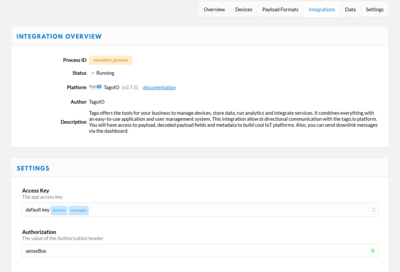 Overview Devices Payload Formats Integrations Data Settings
INTEGRATION OVERVIEW
Process ID sensebox_process
Status Running
Platform TagoIO (v2.7.5) documentation
Author TagoIO
Tago offers the tools for your business to manage devices, store data, run analytics and integrate services. It combines everything with
an easy-to-use application and user management system. This integration allow bi directional communication with the tago.io platform.
Description You will have access to payload, decoded payload fields and metadata to build cool IoT platforms. Also, you can send downlink messages
via the dashboard.
SETTINGS
Access Key
The app access key
default key devices messages
Authorization
The value of the Authorization header
senseBox